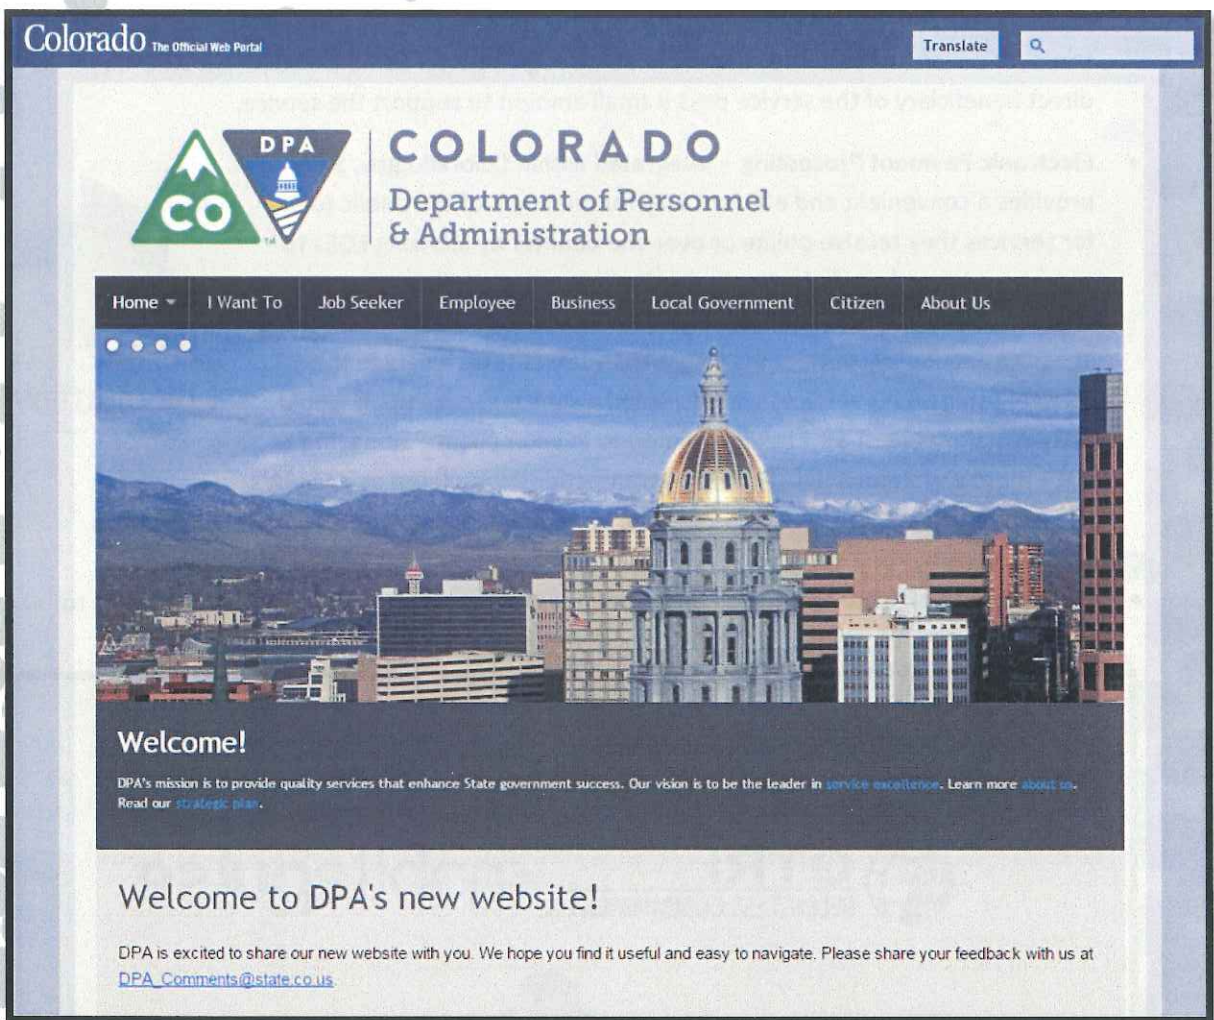 Colorado The Official Web Portal
Translate
DPA
CO
TM
COLORADO
Department of Personnel
& Administration
Home
I Want To
Job Seeker
Employee
Business
Local Government
Citizen
About Us
Welcome!
DPA's mission is to provide quality services that enhance State government success. Our vision is to be the leader in service excellence. Learn more about us.
Read our strategic plan.
Welcome to DPA's new website!
DPA is excited to share our new website with you. We hope you find it useful and easy to navigate. Please share your feedback with us at
DPA_Comments@state.co.us.